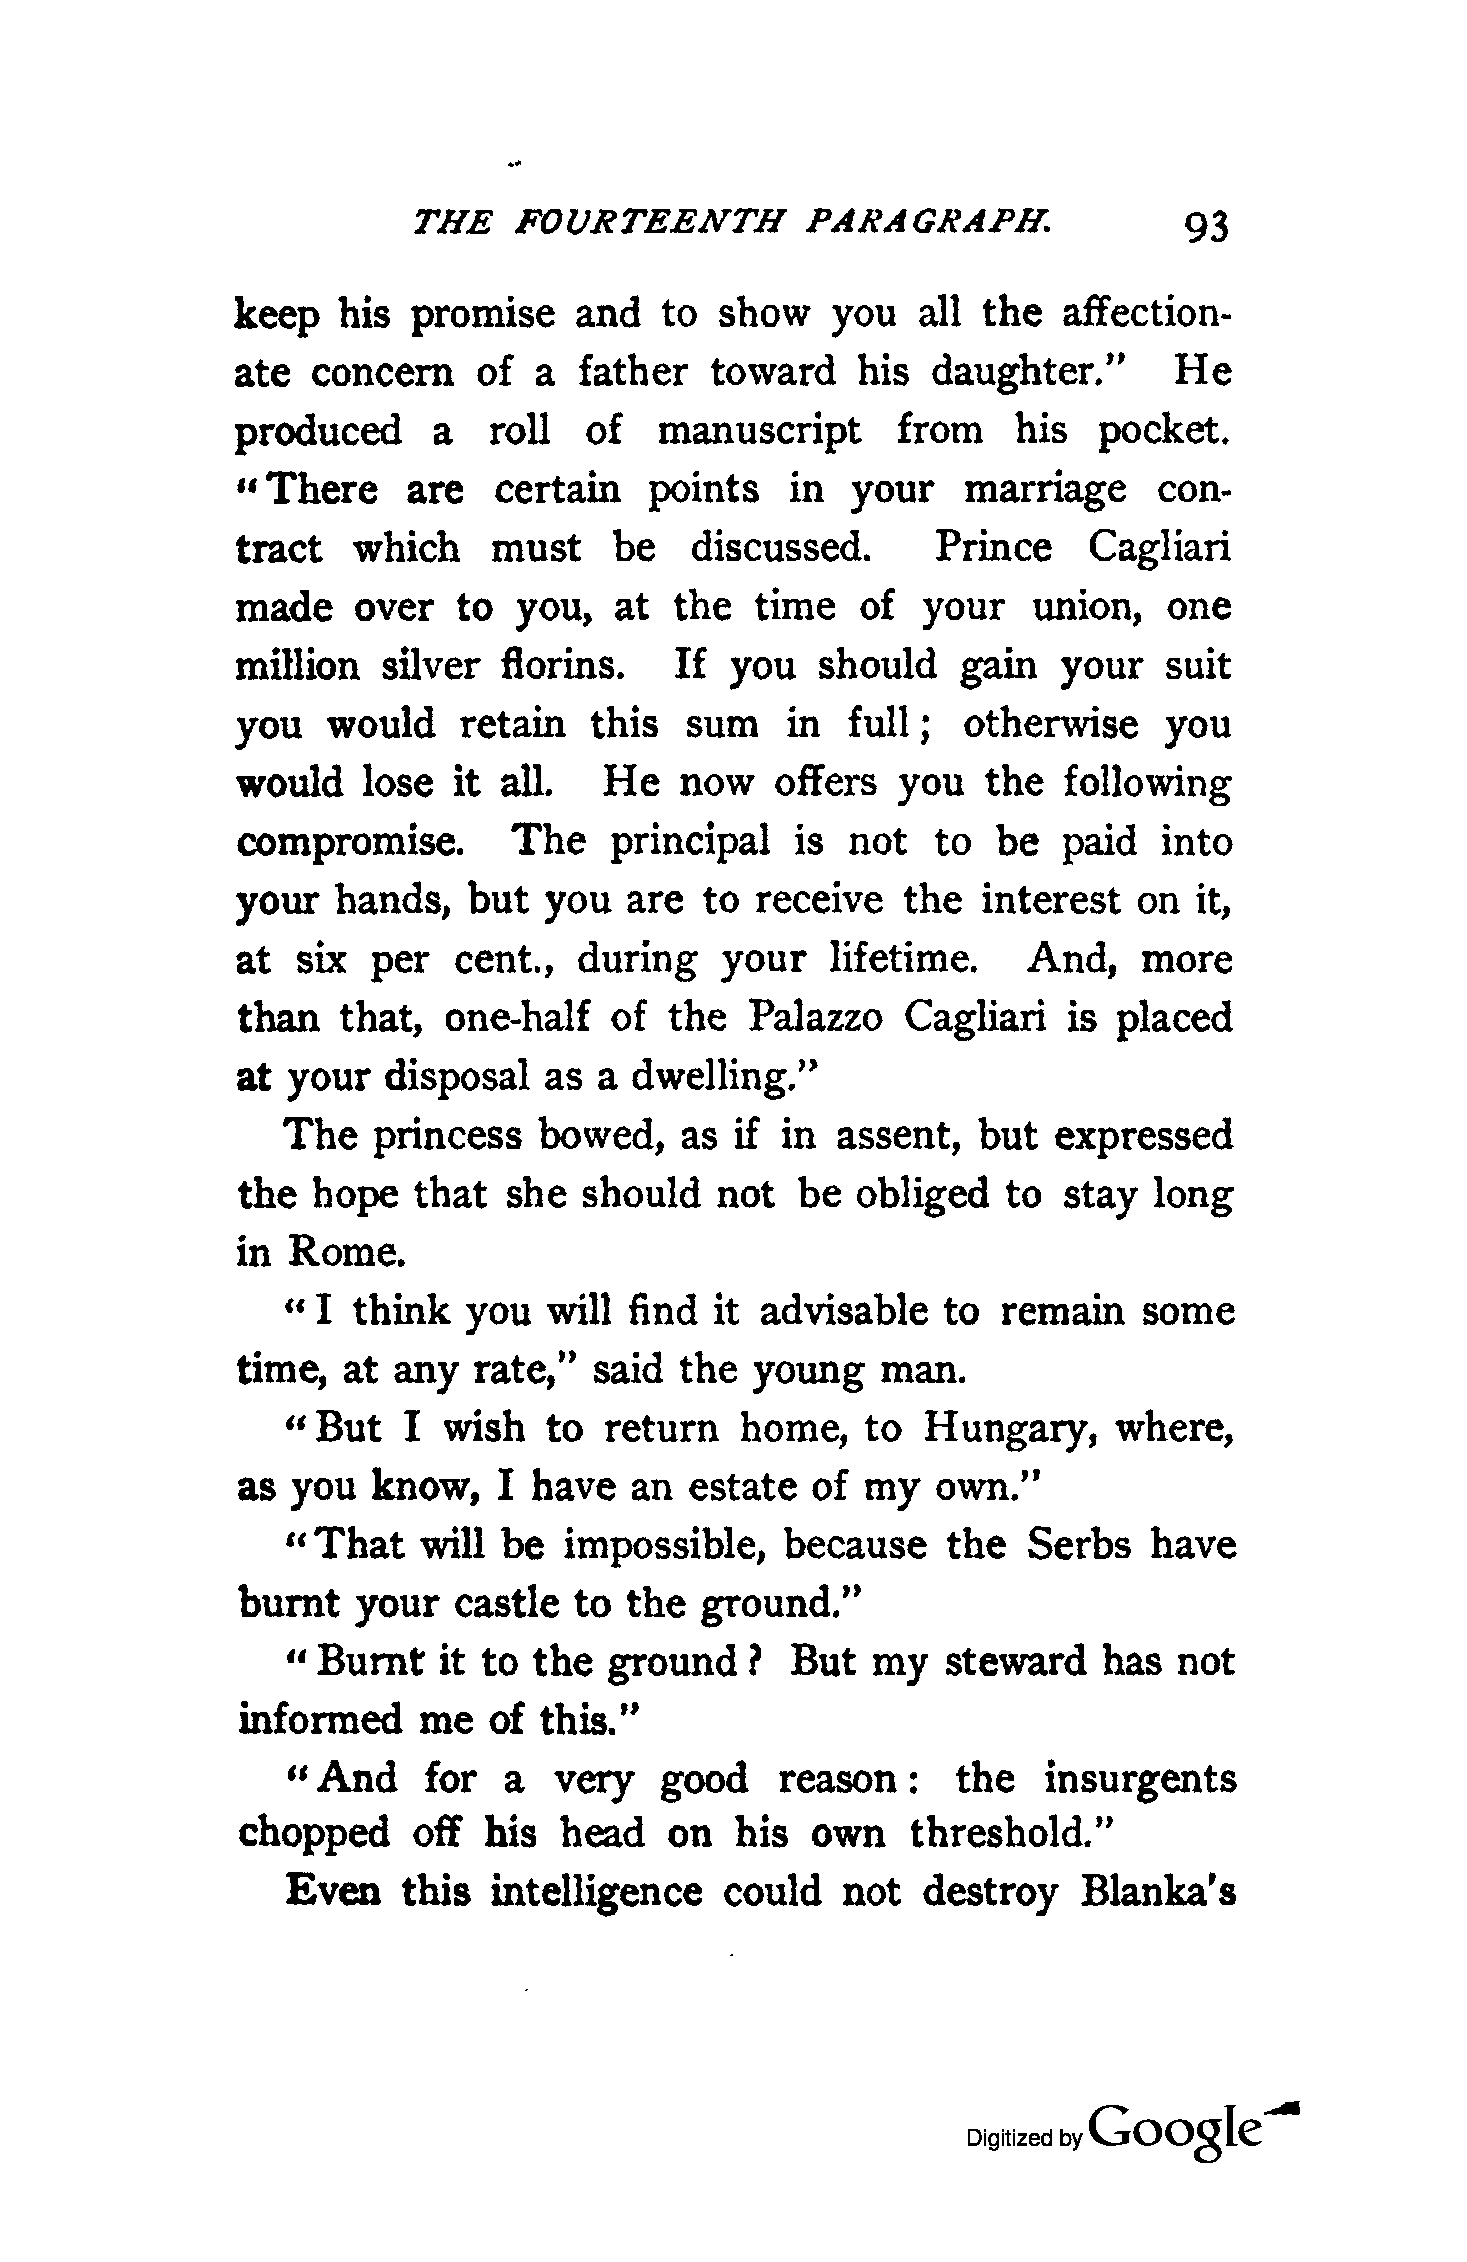 THE FOURTEENTH PARAGRAPH. 93
keep his promise and to show you all the affection-
ate concern of a father toward his daughter." He
produced a roll of manuscript from his pocket.
"There are certain points in your marriage con-
tract which must be discussed. Prince Cagliari
made over to you, at the time of your union, one
million silver florins. If you should gain your suit
you would retain this sum in full; otherwise you
would lose it all. He now offers you the following
compromise. The principal is not to be paid into
your hands, but you are to receive the interest on it,
at six per cent., during your lifetime. And, more
than that, one-half of the Palazzo Cagliari is placed
at your disposal as a dwelling."
The princess bowed, as if in assent, but expressed
the hope that she should not be obliged to stay long
in Rome.
"I think you will find it advisable to remain some
time, at any rate," said the young man.
"But I wish to return home, to Hungary, where,
as you know, I have an estate of my own."
"That will be impossible, because the Serbs have
burnt your castle to the ground."
"Burnt it to the ground? But my steward has not
informed me of this."
"And for a very good reason: the insurgents
chopped off his head on his own threshold."
Even this intelligence could not destroy Blanka's
Digitized by Google